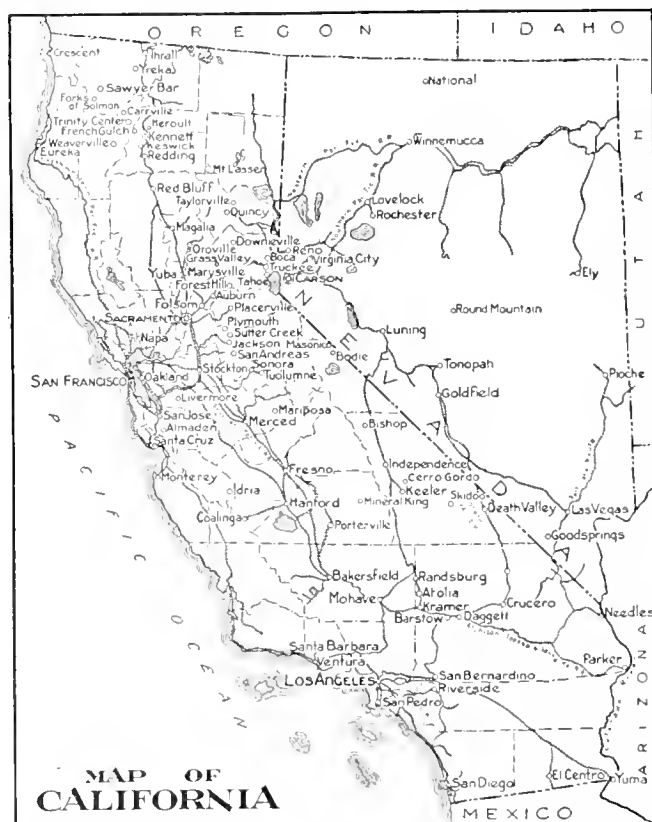 OREGON
IDAHO
Crescent
Thrall
Yreka
National
Sawyer Bar
Forks
of Salmon
Carrville
Trinity Center
Heroult
French Gulch
Kennett
Weaverville
Keswick
Winnemucca
Eureka
Redding
Mt Lassen
UTAH
Red Bluff
Taylorville
Lovelock
Quincy
Rochester
Magalia
Downieville
Oroville
Reno
Grass Valley
Boca
Virginia City
Truckee
Ely
Yuba
Marysville
Tahoe
CARSON
Forest Hill
Auburn
Folsom
Placerville
Round Mountain
SACRAMENTO
Plymouth
Luning
Napa
Sutter Creek
Jackson
Masonic
San Andreas
Bodie
Sonora
Tonopah
SAN FRANCISCO
Oakland
Stockton
Tuolumne
Pioche
NEVADA
Goldfield
Livermore
San Jose
Mariposa
Almaden
Merced
Bishop
Santa Cruz
PACIFIC OCEAN
Fresno
Independence
Monterey
Cerro Gordo
Idria
Keeler
Skidoo
Hanford
Mineral King
Death Valley
Las Vegas
Coalinga
Porterville
Goodsprings
Bakersfield
Randsburg
Atolia
Mohave
Kramer
Crucero
Needles
Barstow
Daggett
Santa Barbara
Ventura
Parker
LOS ANGELES
San Bernardino
Riverside
ARIZONA
San Pedro
San Diego
El Centro
Yuma
MEXICO
MAP OF
CALIFORNIA